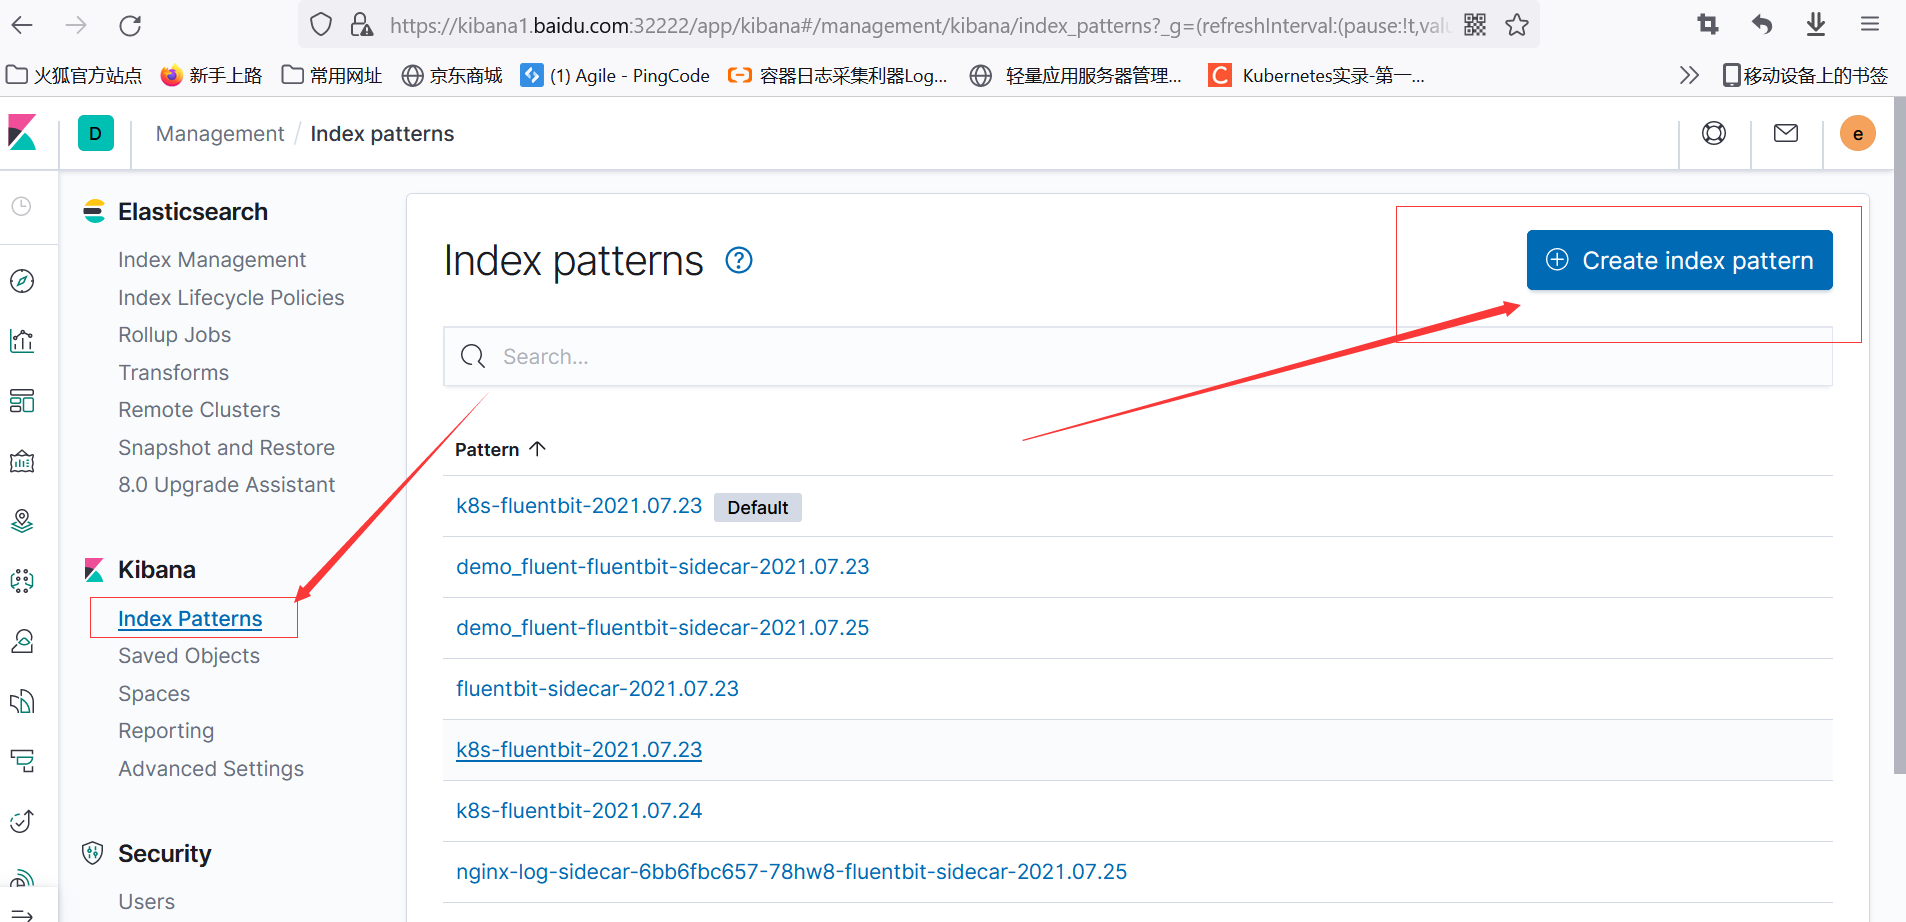 https://kibana1.baidu.com:32222/app/kibana#/management/kibana/index_patterns?_g=(refreshInterval:(pause:!t,valu
火狐官方站点 新手上路 常用网址 京东商城 (1) Agile - PingCode 容器日志采集利器Log... 轻量应用服务器管理... C Kubernetes实录-第一... 移动设备上的书签
D Management / Index patterns e
Elasticsearch
Index Management
Index Lifecycle Policies
Rollup Jobs
Transforms
Remote Clusters
Snapshot and Restore
8.0 Upgrade Assistant
Kibana
Index Patterns
Saved Objects
Spaces
Reporting
Advanced Settings
Security
Users
Index patterns ?
Create index pattern
Search...
Pattern
k8s-fluentbit-2021.07.23 Default
demo_fluent-fluentbit-sidecar-2021.07.23
demo_fluent-fluentbit-sidecar-2021.07.25
fluentbit-sidecar-2021.07.23
k8s-fluentbit-2021.07.23
k8s-fluentbit-2021.07.24
nginx-log-sidecar-6bb6fbc657-78hw8-fluentbit-sidecar-2021.07.25